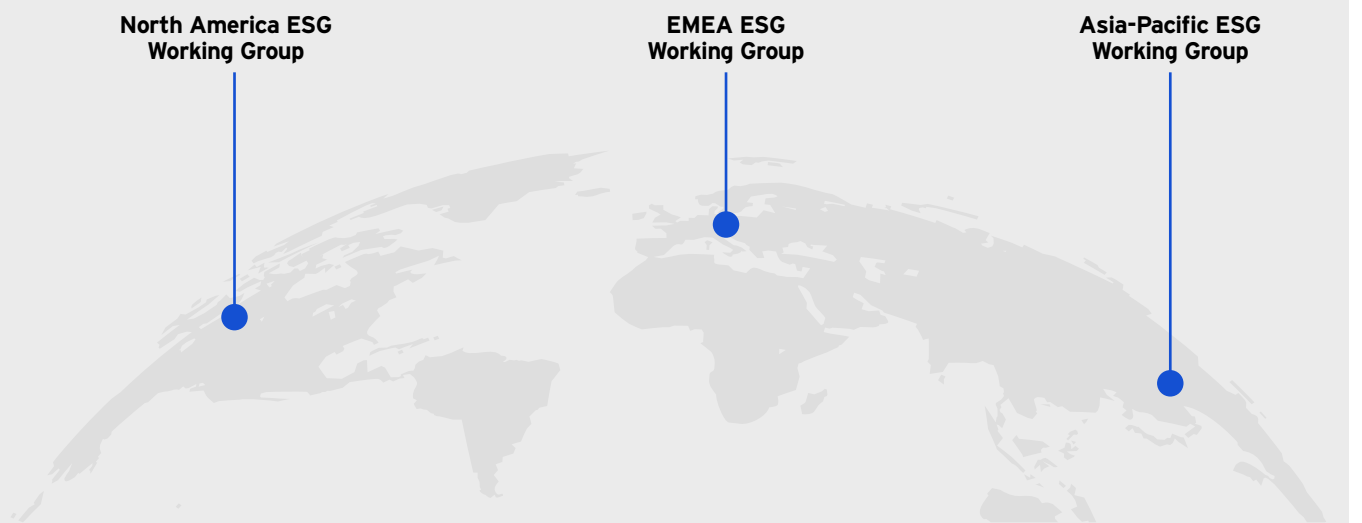 North America ESG
Working Group
EMEA ESG
Working Group
Asia-Pacific ESG
Working Group